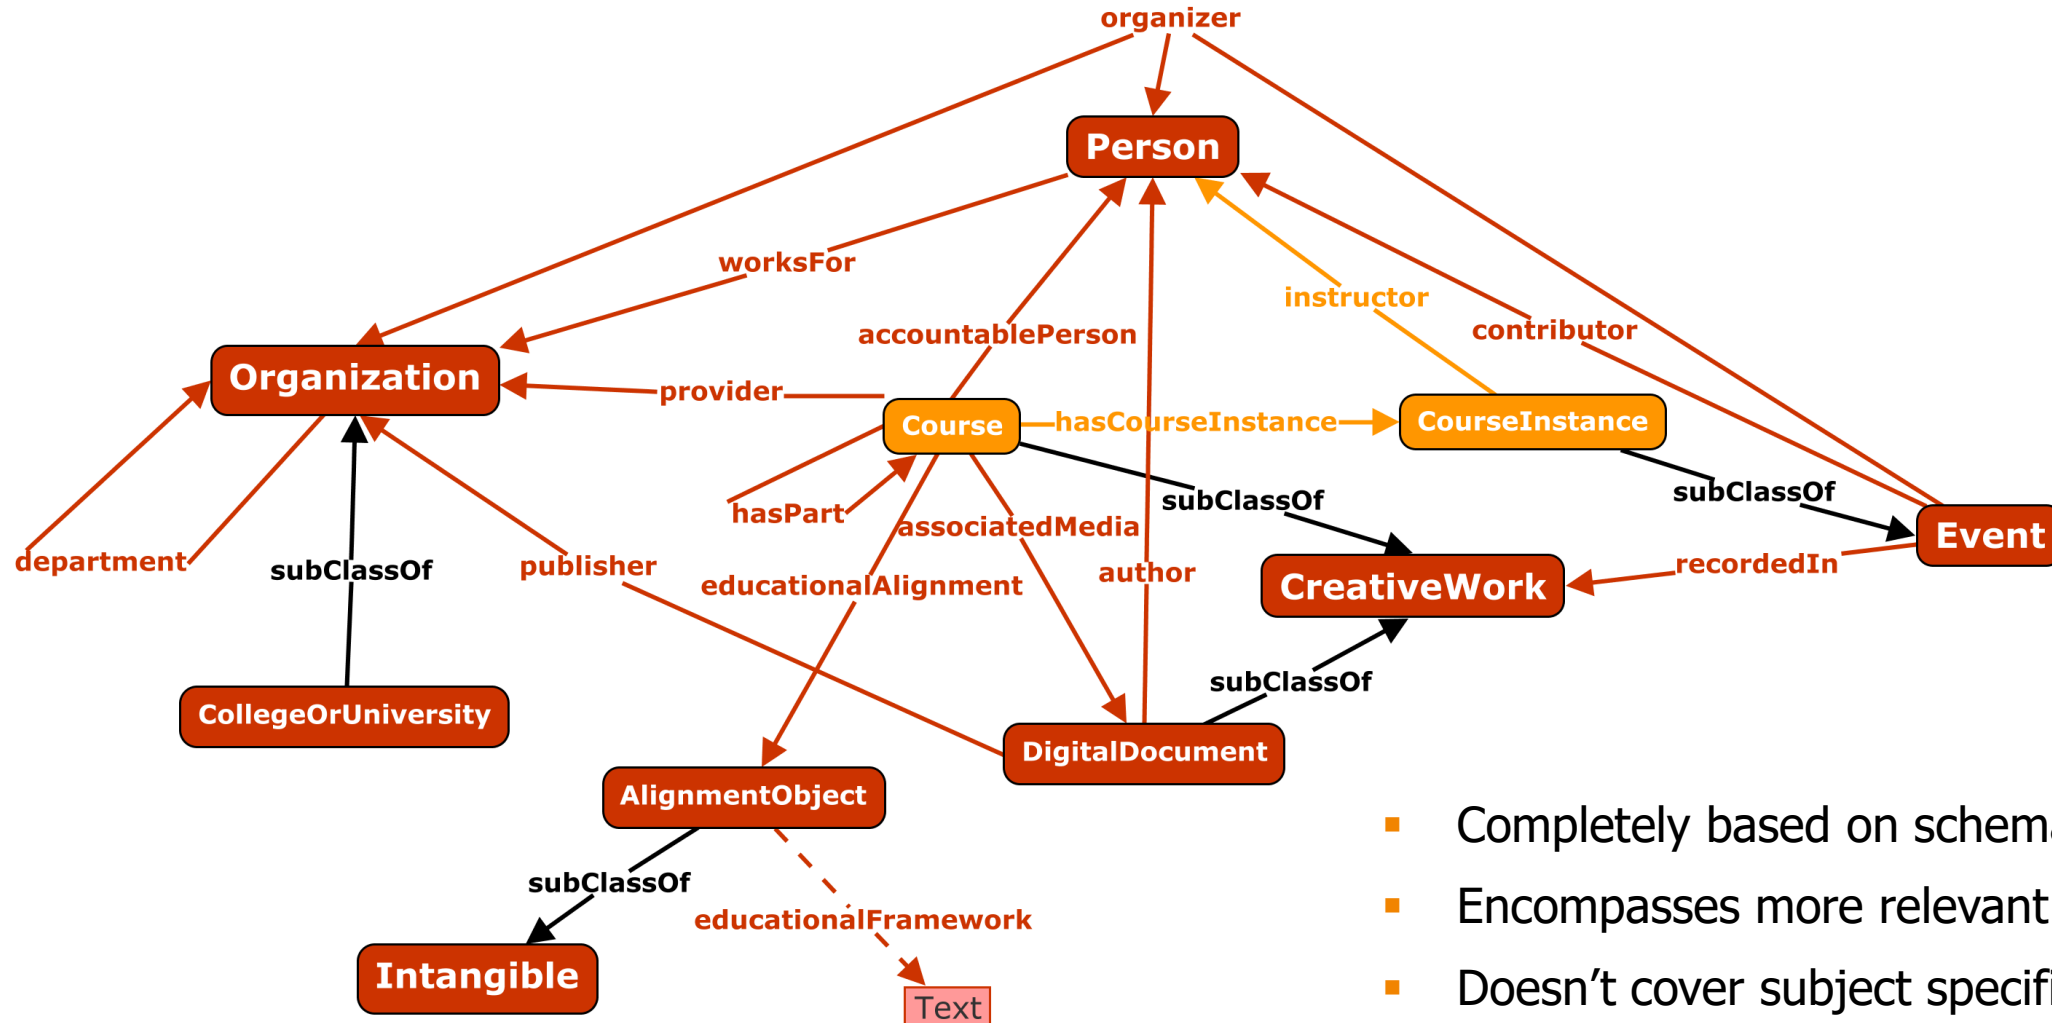 organizer
Person
worksFor
instructor
accountablePerson
contributor
Organization
provider
Course
hasCourseInstance
CourseInstance
subClassOf
subClassOf
hasPart
associatedMedia
Event
department
subClassOf
publisher
educationalAlignment
author
recordedIn
CreativeWork
subClassOf
CollegeOrUniversity
DigitalDocument
AlignmentObject
subClassOf
educationalFramework
Intangible
Text
Completely based on
Encompasses more relevant
Doesn’t cover subject